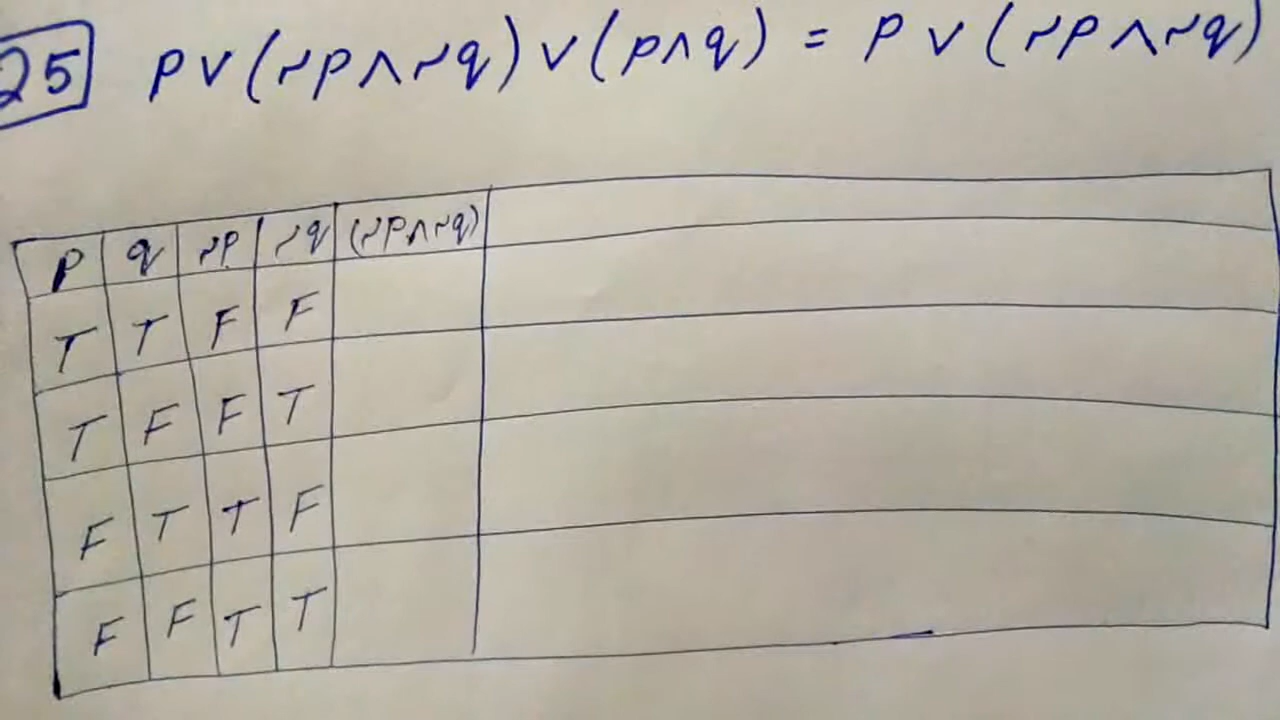 25 p∨(~p∧~q)∨(p∧q) = p∨(~p∧~q)
p q ~p ~q (~p∧~q)
T T F F
T F F T
F T T F
F F T T